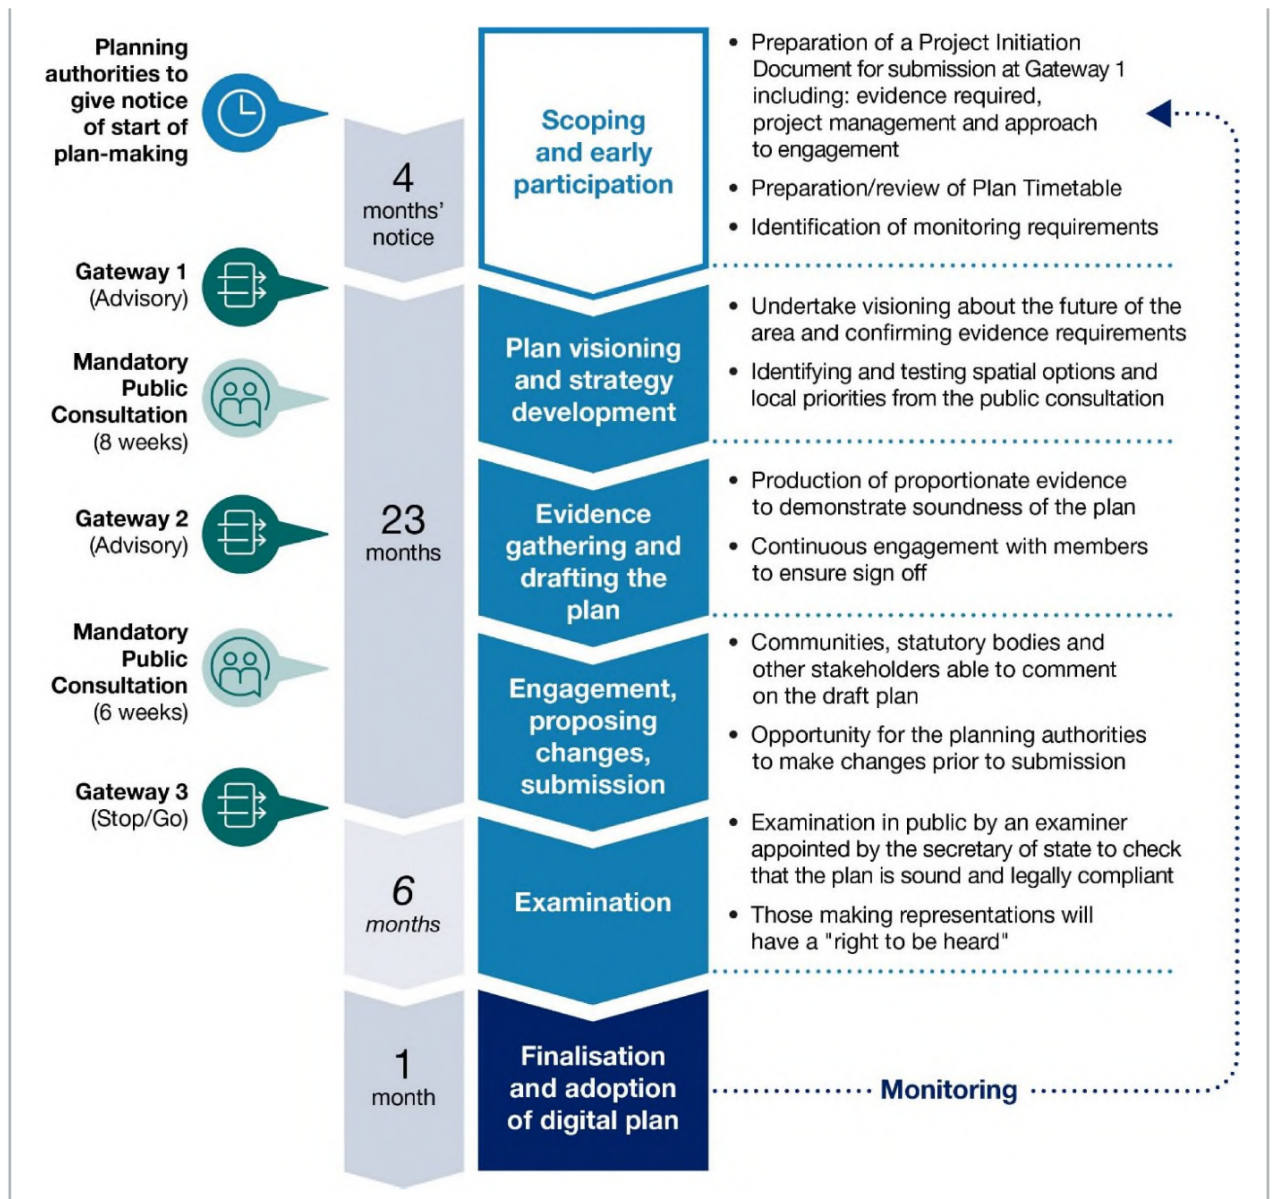 Planning
authorities to
give notice
of start of
plan-making
4
months'
notice
Scoping
and early
participation
• Preparation of a Project Initiation
Document for submission at Gateway 1
including: evidence required,
project management and approach
to engagement
• Preparation/review of Plan Timetable
• Identification of monitoring requirements
Gateway 1
(Advisory)
Mandatory
Public
Consultation
(8 weeks)
Plan visioning
and strategy
development
• Undertake visioning about the future of the
area and confirming evidence requirements
• Identifying and testing spatial options and
local priorities from the public consultation
Gateway 2
(Advisory)
23
months
Evidence
gathering and
drafting the
plan
• Production of proportionate evidence
to demonstrate soundness of the plan
• Continuous engagement with members
to ensure sign off
Mandatory
Public
Consultation
(6 weeks)
Engagement,
proposing
changes,
submission
• Communities, statutory bodies and
other stakeholders able to comment
on the draft plan
• Opportunity for the planning authorities
to make changes prior to submission
Gateway 3
(Stop/Go)
6
months
Examination
• Examination in public by an examiner
appointed by the secretary of state to check
that the plan is sound and legally compliant
• Those making representations will
have a "right to be heard"
1
month
Finalisation
and adoption
of digital plan
Monitoring